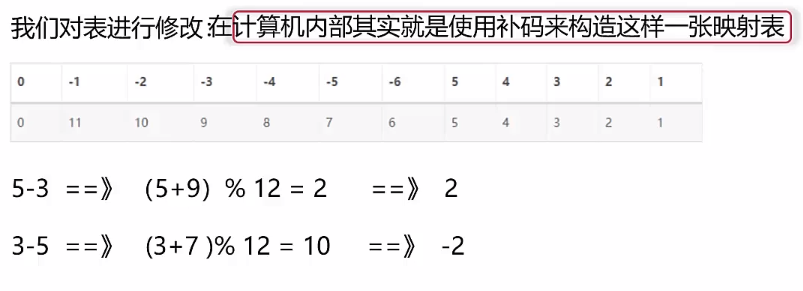 我们对表进行修改：在计算机内部其实就是使用补码来构造这样一张映射表
0 -1 -2 -3 -4 -5 -6 5 4 3 2 1
0 11 10 9 8 7 6 5 4 3 2 1
5-3 ==》 (5+9) % 12 = 2 ==》 2
3-5 ==》 (3+7 )% 12 = 10 ==》 -2